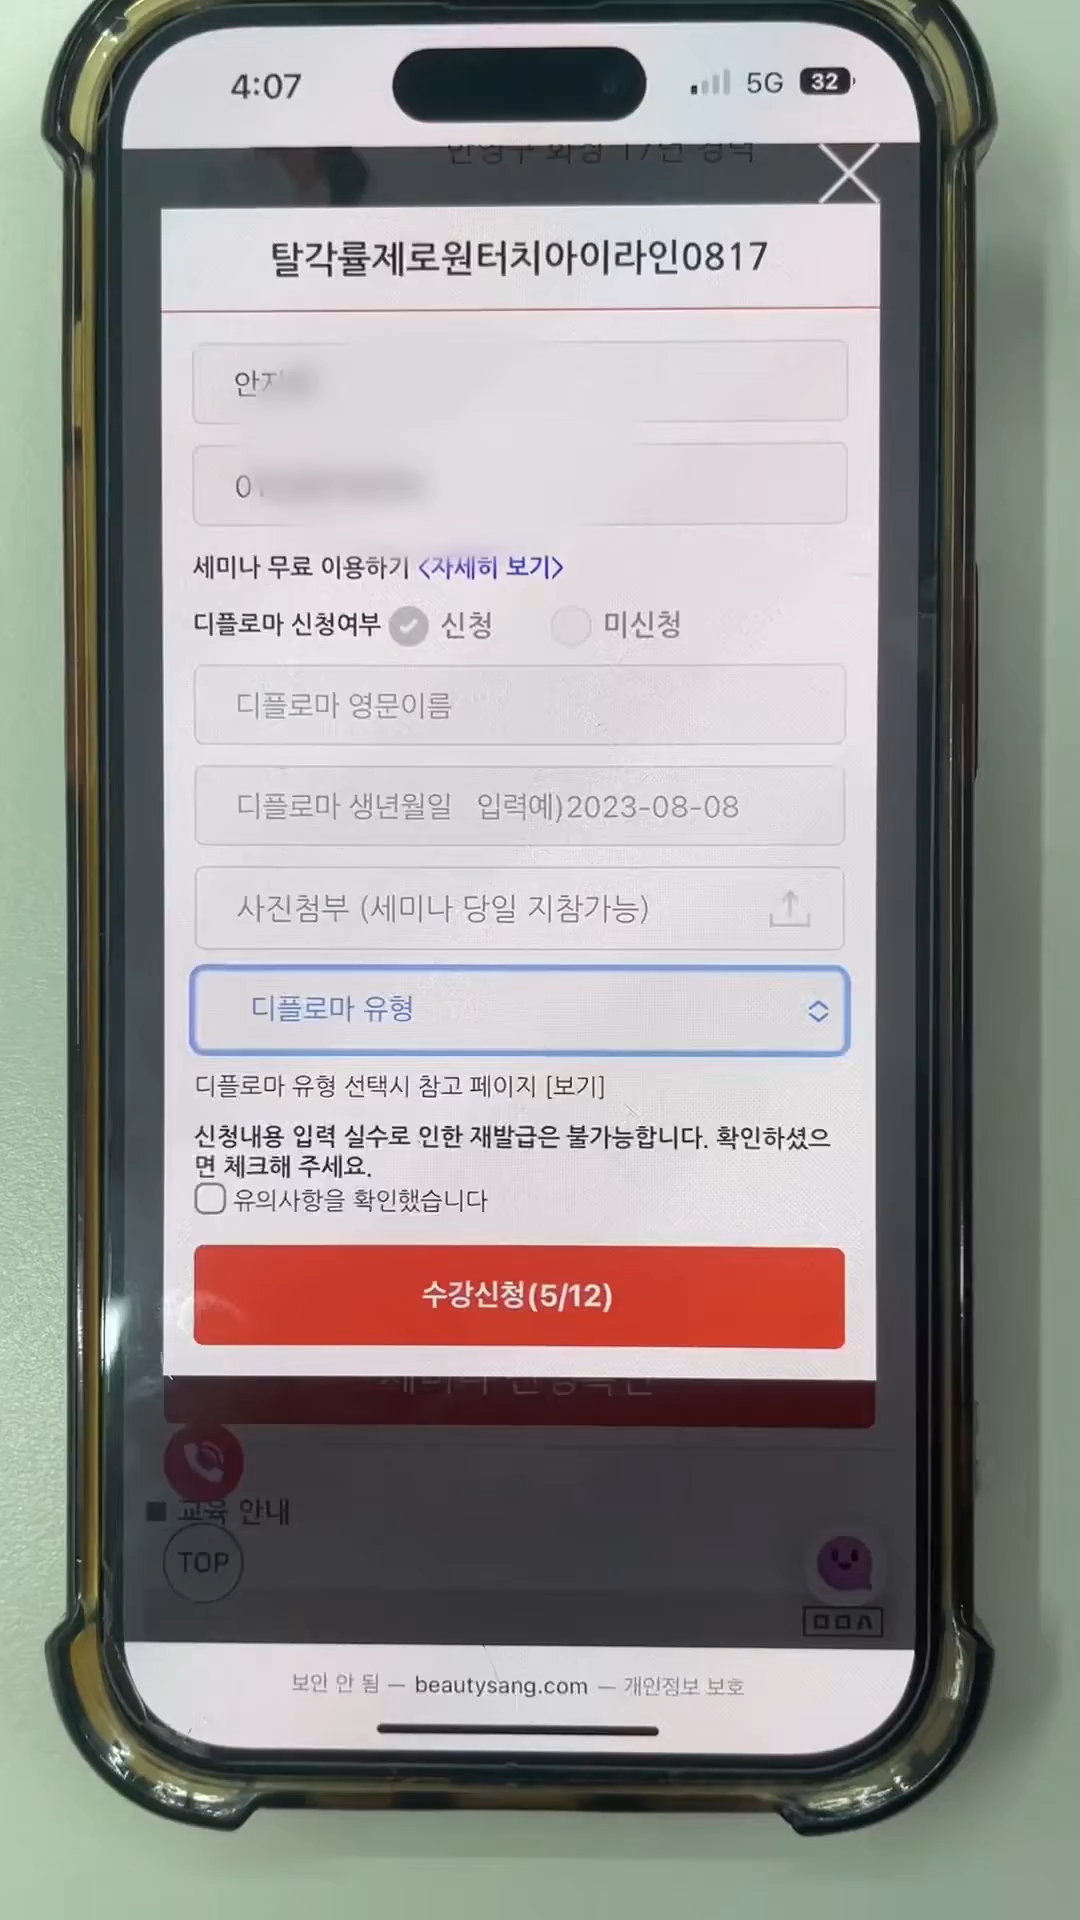 4:07
5G
32
탈각률제로원터치아이라인0817
안지
0
세미나 무료 이용하기 <자세히 보기>
디플로마 신청여부 신청 미신청
디플로마 영문이름
디플로마 생년월일 입력예)2023-08-08
사진첨부 (세미나 당일 지참가능)
디플로마 유형
디플로마 유형 선택시 참고 페이지 [보기]
신청내용 입력 실수로 인한 재발급은 불가능합니다. 확인하셨으
면 체크해 주세요.
유의사항을 확인했습니다
수강신청(5/12)
■ 교육 안내
TOP
보안 안 됨 — beautysang.com — 개인정보 보호